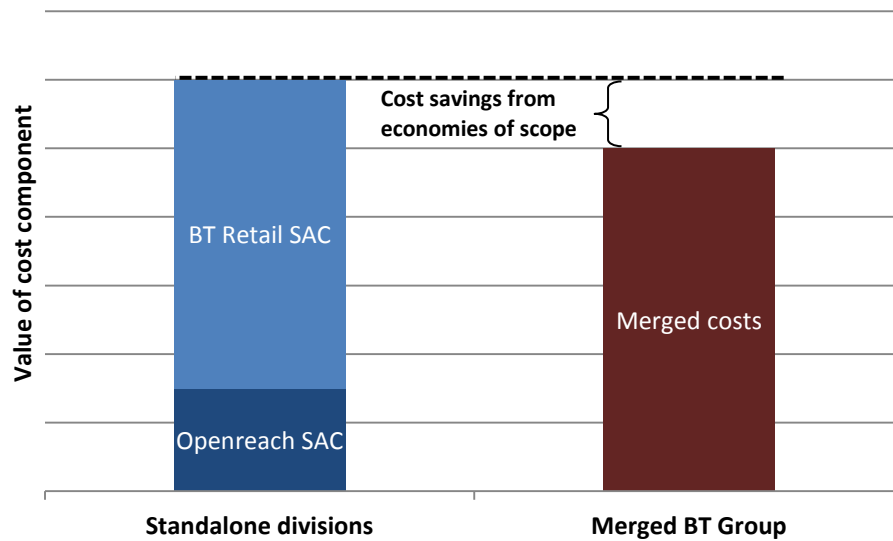 Value of cost component
Cost savings from
economies of scope
BT Retail SAC
Openreach SAC
Merged costs
Standalone divisions
Merged BT Group